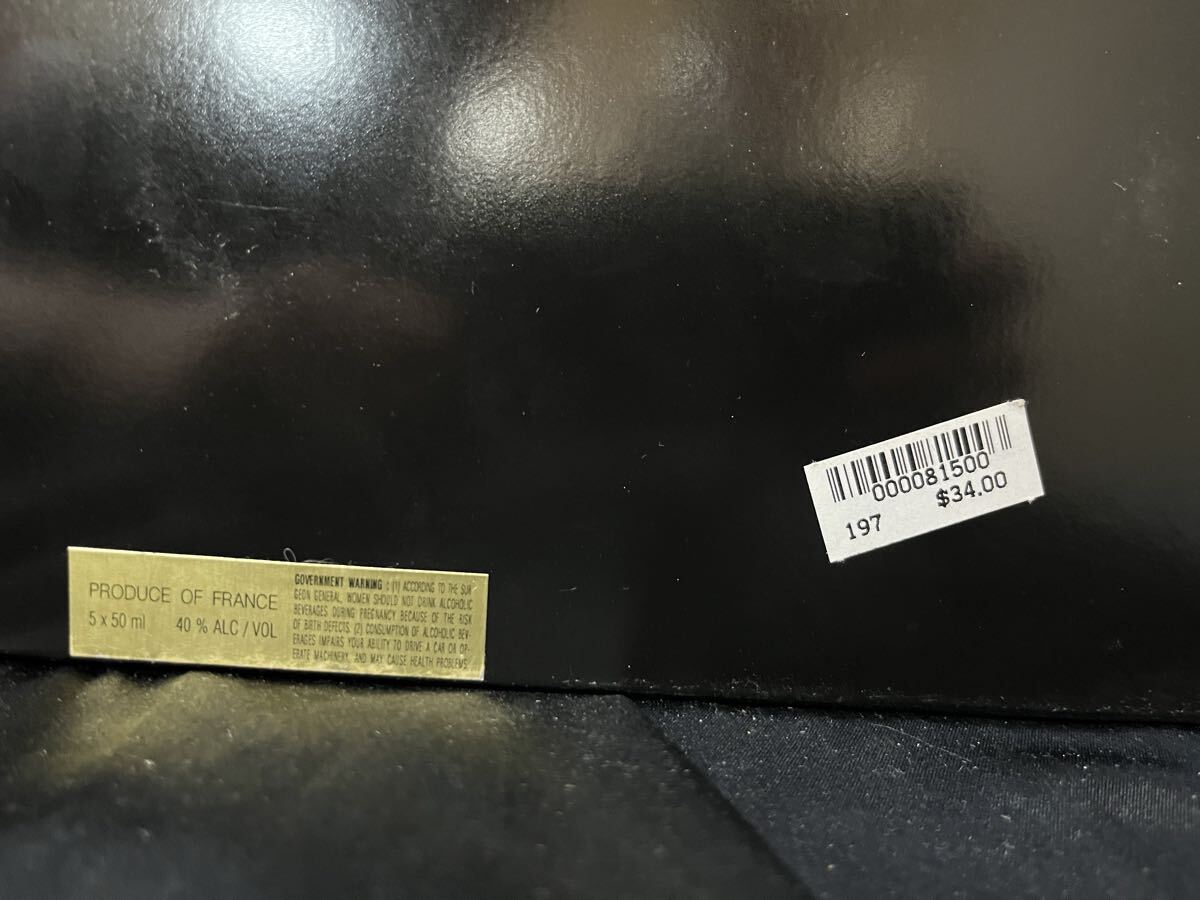 000081500
$34.00
197
PRODUCE OF FRANCE
5 x 50 ml 40 % ALC / VOL
GOVERNMENT WARNING : (1) ACCORDING TO THE SUR
GEON GENERAL, WOMEN SHOULD NOT DRINK ALCOHOLIC
BEVERAGES DURING PREGNANCY BECAUSE OF THE RISK
OF BIRTH DEFECTS. (2) CONSUMPTION OF ALCOHOLIC BEV-
ERAGES IMPAIRS YOUR ABILITY TO DRIVE A CAR OR OP-
ERATE MACHINERY, AND MAY CAUSE HEALTH PROBLEMS.